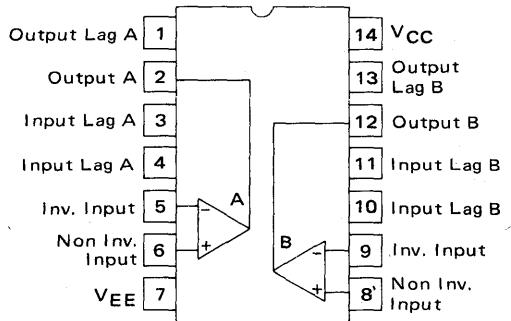 Output Lag A 1
Output A 2
Input Lag A 3
Input Lag A 4
Inv. Input 5
Non Inv.
Input 6
VEE 7
A
−
+
B
−
+
14 VCC
13 Output
Lag B
12 Output B
11 Input Lag B
10 Input Lag B
9 Inv. Input
8 Non Inv.
Input